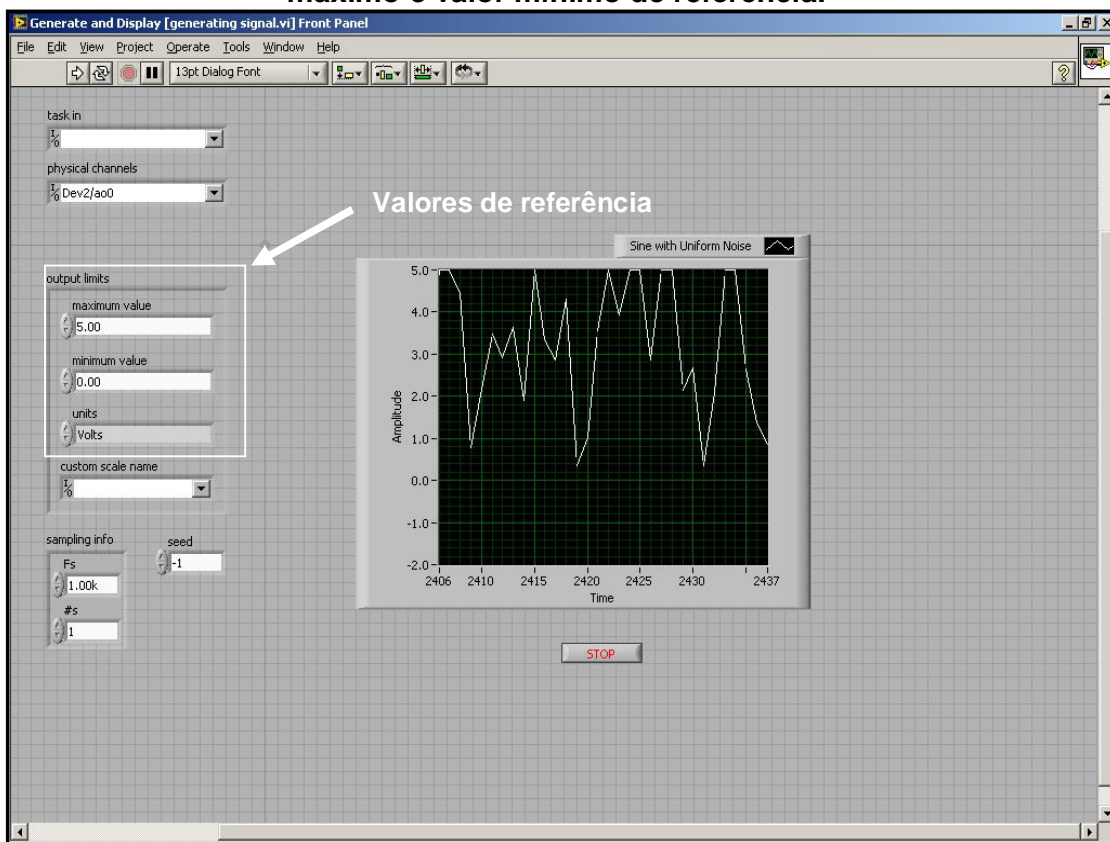 máximo e valor mínimo de referência.
Generate and Display [generating signal.vi] Front Panel
File Edit View Project Operate Tools Window Help
13pt Dialog Font
task in
physical channels
Dev2/ao0
Valores de referência
Sine with Uniform Noise
output limits
maximum value
5.00
minimum value
0.00
units
Volts
custom scale name
sampling info
seed
Fs
-1
1.00k
#s
1
5.0
4.0
3.0
2.0
1.0
0.0
-1.0
-2.0
Amplitude
2406 2410 2415 2420 2425 2430 2437
Time
STOP